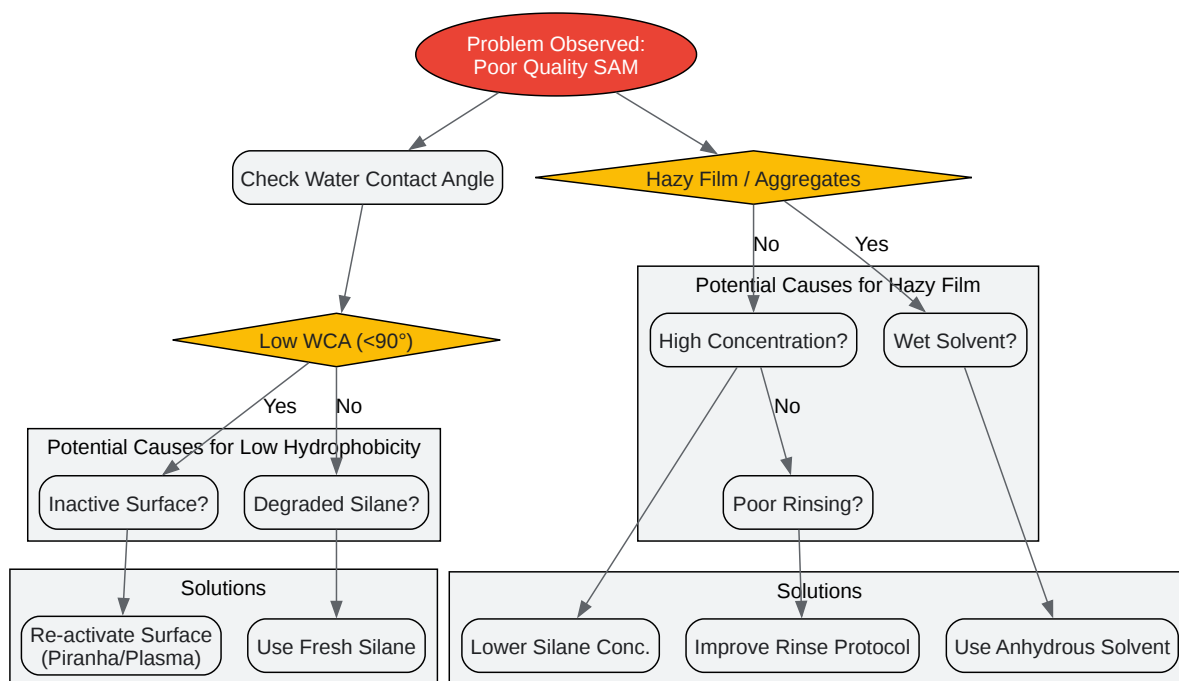 Problem Observed:
Poor Quality SAM
Check Water Contact Angle
Hazy Film / Aggregates
No
Yes
Potential Causes for Hazy Film
Low WCA (<90°)
High Concentration?
Wet Solvent?
Yes
No
No
Potential Causes for Low Hydrophobicity
Inactive Surface?
Degraded Silane?
Poor Rinsing?
Solutions
Solutions
Re-activate Surface
(Piranha/Plasma)
Use Fresh Silane
Lower Silane Conc.
Improve Rinse Protocol
Use Anhydrous Solvent